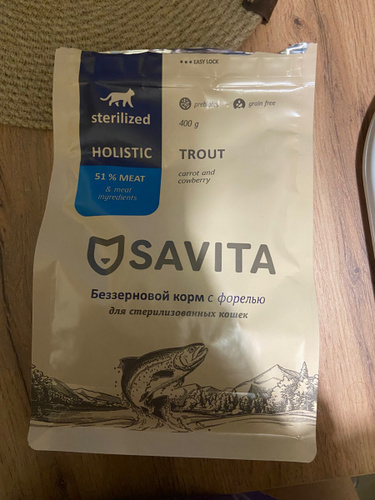 EASY LOCK
sterilized
prebiotic
grain free
400 g
HOLISTIC
TROUT
51 % MEAT
& meat
ingredients
carrot and
cowberry
SAVITA
Беззерновой корм с форелью
для стерилизованных кошек